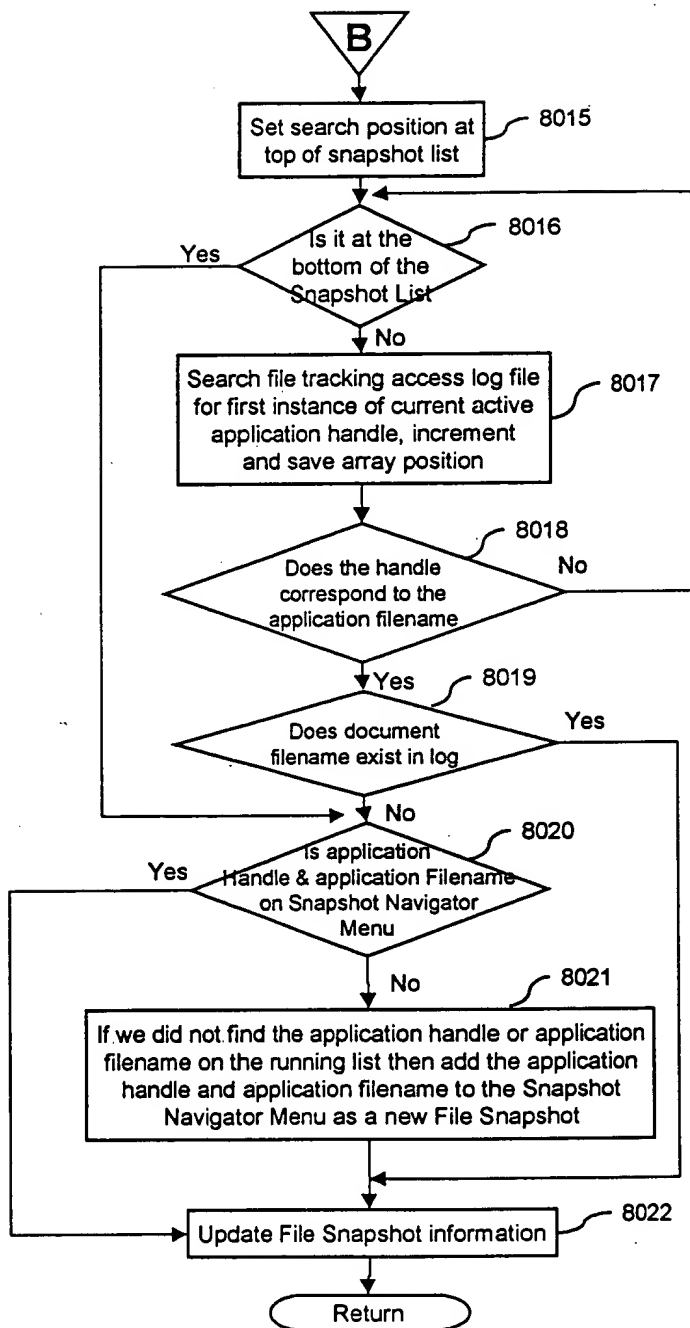 B
Set search position at
top of snapshot list
8015
Is it at the
bottom of the
Snapshot List
8016
Yes
No
Search file tracking access log file
for first instance of current active
application handle, increment
and save array position
8017
Does the handle
correspond to the
application filename
8018
No
Yes
8019
Does document
filename exist in log
Yes
No
8020
Is application
Handle & application Filename
on Snapshot Navigator
Menu
Yes
No
8021
If we did not find the application handle or application
filename on the running list then add the application
handle and application filename to the Snapshot
Navigator Menu as a new File Snapshot
Update File Snapshot information
8022
Return